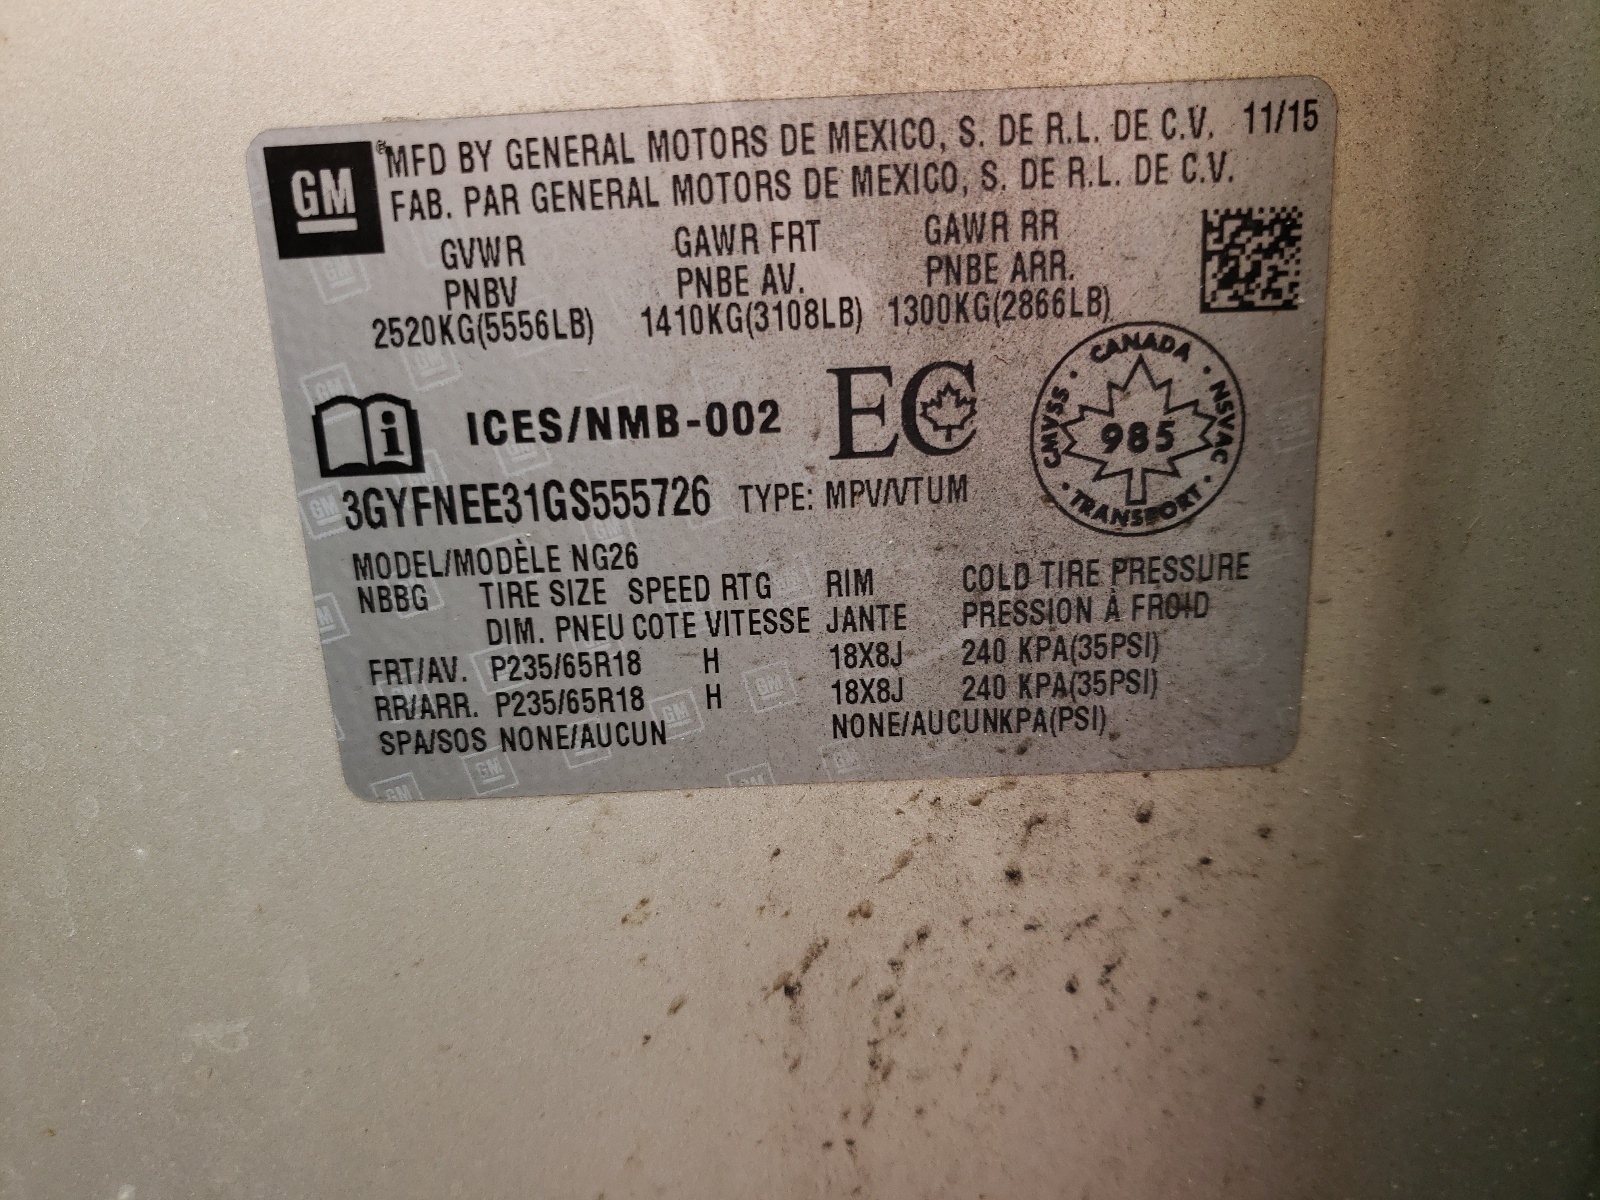 GM
®MFD BY GENERAL MOTORS DE MEXICO, S. DE R.L. DE C.V. 11/15
FAB. PAR GENERAL MOTORS DE MEXICO, S. DE R.L. DE C.V.
GVWR GAWR FRT GAWR RR
PNBV PNBE AV. PNBE ARR.
2520KG(5556LB) 1410KG(3108LB) 1300KG(2866LB)
i ICES/NMB-002 EC
CANADA
CMVSS 985 NSVAC
TRANSPORT
3GYFNEE31GS555726 TYPE: MPV/VTUM
MODEL/MODÈLE NG26
NBBG TIRE SIZE SPEED RTG RIM COLD TIRE PRESSURE
DIM. PNEU COTE VITESSE JANTE PRESSION À FROID
FRT/AV. P235/65R18 H 18X8J 240 KPA(35PSI)
RR/ARR. P235/65R18 H 18X8J 240 KPA(35PSI)
SPA/SOS NONE/AUCUN NONE/AUCUNKPA(PSI)